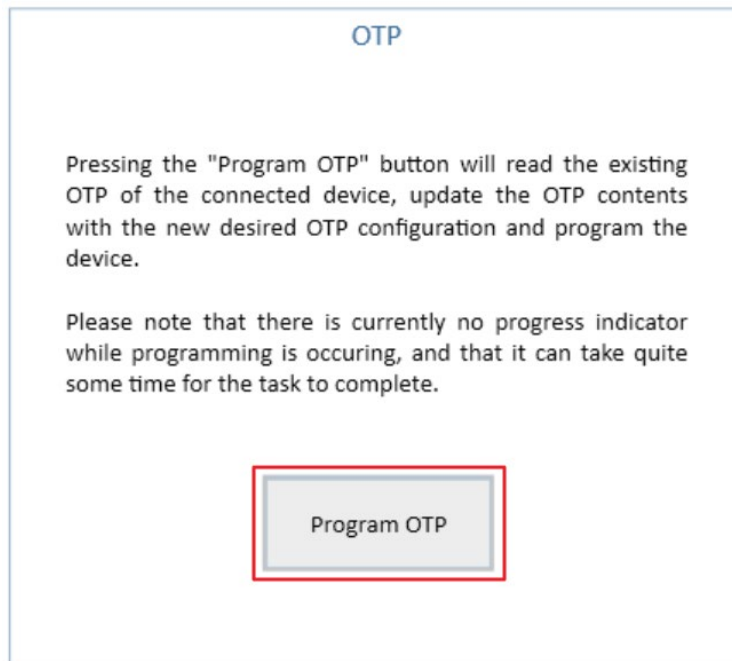 OTP
Pressing the "Program OTP" button will read the existing
OTP of the connected device, update the OTP contents
with the new desired OTP configuration and program the
device.
Please note that there is currently no progress indicator
while programming is occuring, and that it can take quite
some time for the task to complete.
Program OTP